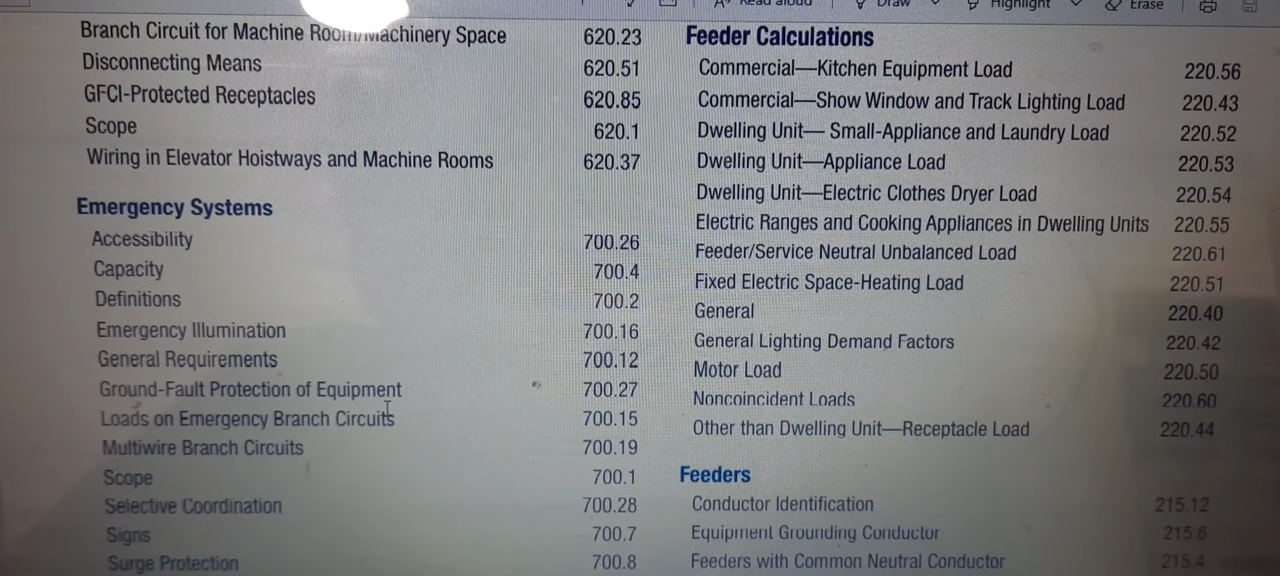 Read aloud
Draw
Highlight
Erase
Branch Circuit for Machine Room/Machinery Space 620.23
Disconnecting Means 620.51
GFCI-Protected Receptacles 620.85
Scope 620.1
Wiring in Elevator Hoistways and Machine Rooms 620.37
Emergency Systems
Accessibility 700.26
Capacity 700.4
Definitions 700.2
Emergency Illumination 700.16
General Requirements 700.12
Ground-Fault Protection of Equipment 700.27
Loads on Emergency Branch Circuits 700.15
Multiwire Branch Circuits 700.19
Scope 700.1
Selective Coordination 700.28
Signs 700.7
Surge Protection 700.8
Feeder Calculations
Commercial—Kitchen Equipment Load 220.56
Commercial—Show Window and Track Lighting Load 220.43
Dwelling Unit— Small-Appliance and Laundry Load 220.52
Dwelling Unit—Appliance Load 220.53
Dwelling Unit—Electric Clothes Dryer Load 220.54
Electric Ranges and Cooking Appliances in Dwelling Units 220.55
Feeder/Service Neutral Unbalanced Load 220.61
Fixed Electric Space-Heating Load 220.51
General 220.40
General Lighting Demand Factors 220.42
Motor Load 220.50
Noncoincident Loads 220.60
Other than Dwelling Unit—Receptacle Load 220.44
Feeders
Conductor Identification 215.12
Equipment Grounding Conductor 215.6
Feeders with Common Neutral Conductor 215.4